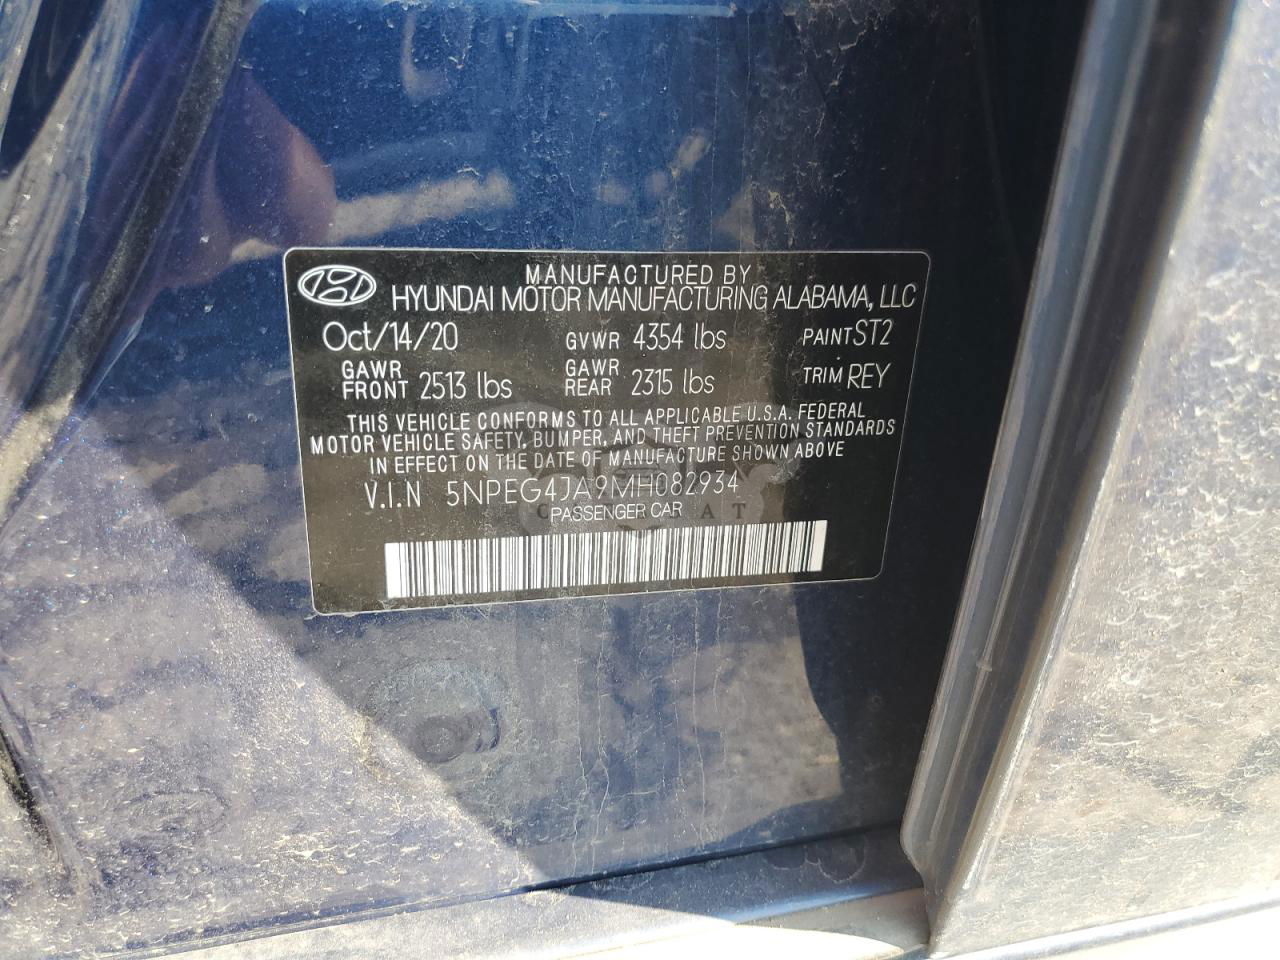 MANUFACTURED BY
HYUNDAI MOTOR MANUFACTURING ALABAMA, LLC
Oct/14/20 GVWR 4354 lbs PAINT ST2
GAWR FRONT 2513 lbs GAWR REAR 2315 lbs TRIM REY
THIS VEHICLE CONFORMS TO ALL APPLICABLE U.S.A. FEDERAL
MOTOR VEHICLE SAFETY, BUMPER, AND THEFT PREVENTION STANDARDS
IN EFFECT ON THE DATE OF MANUFACTURE SHOWN ABOVE
V.I.N 5NPEG4JA9MH082934
PASSENGER CAR